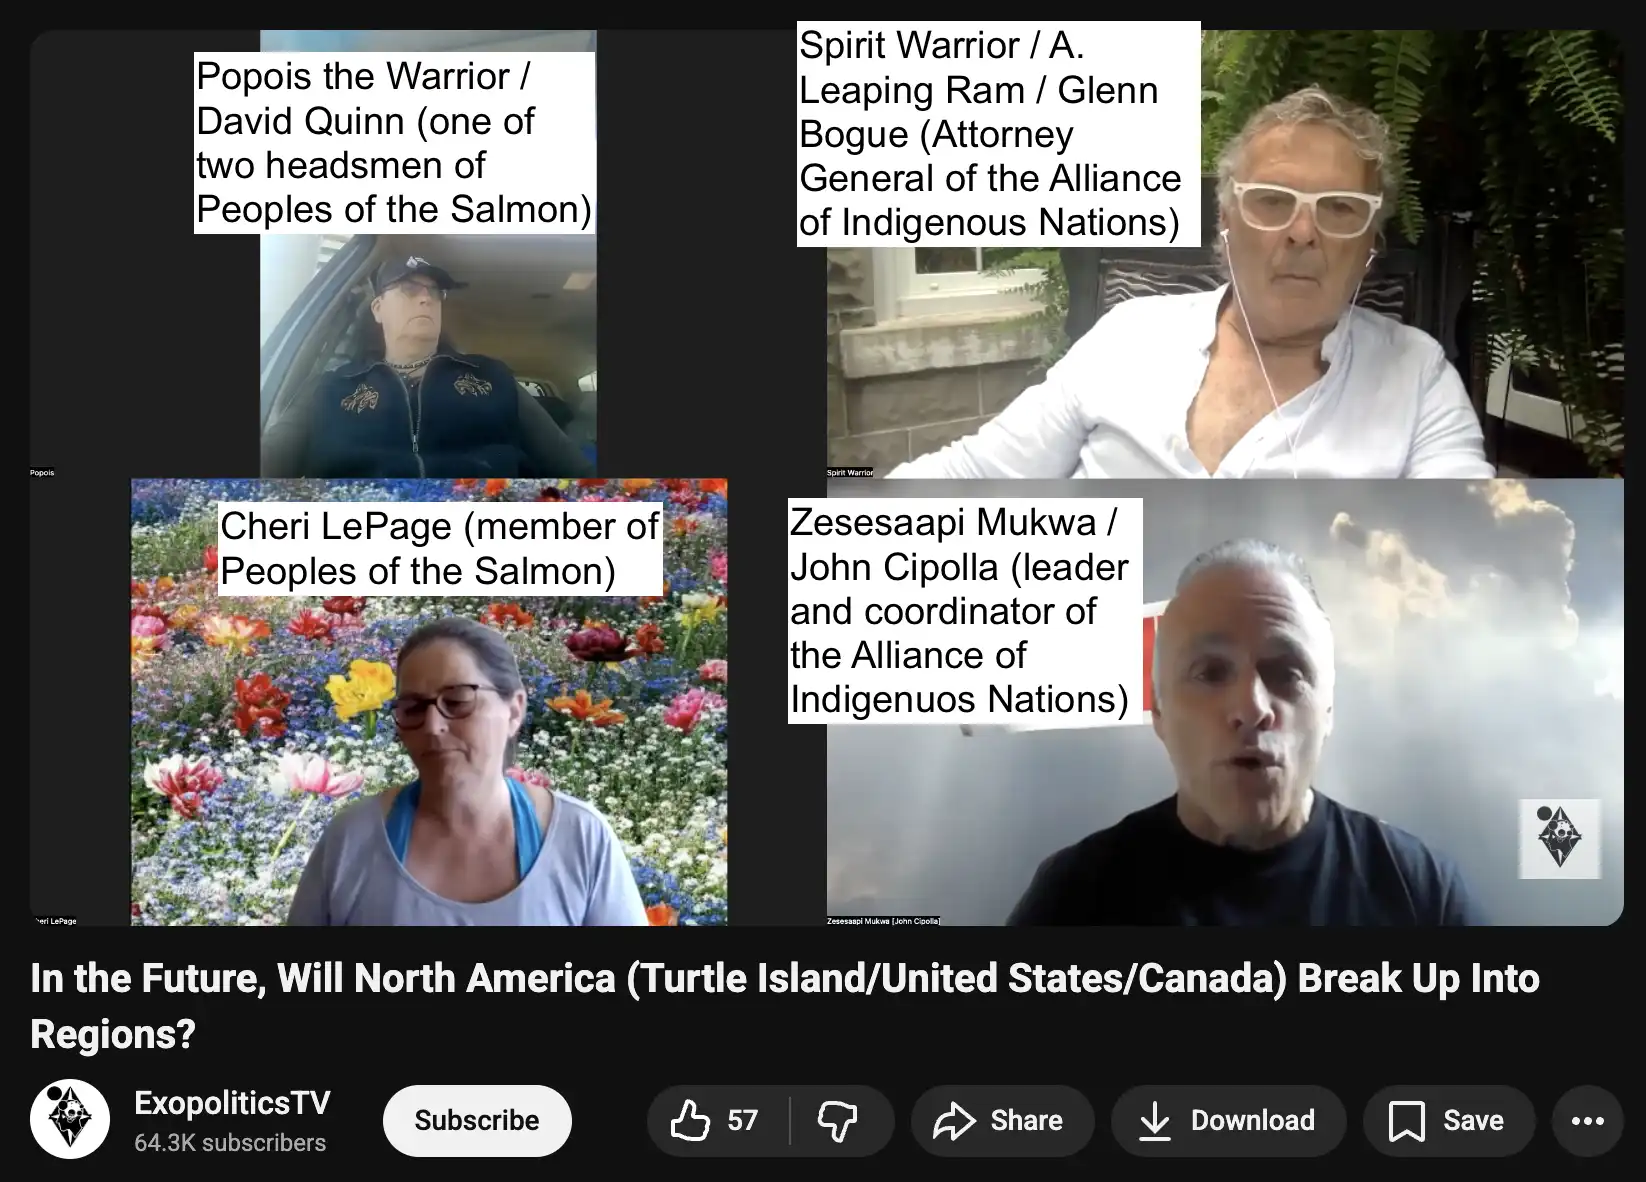 Popois the Warrior /
David Quinn (one of
two headsmen of
Peoples of the Salmon)
Spirit Warrior / A.
Leaping Ram / Glenn
Bogue (Attorney
General of the Alliance
of Indigenous Nations)
Popois
Spirit Warrior
Cheri LePage (member of
Peoples of the Salmon)
Zesesaapi Mukwa /
John Cipolla (leader
and coordinator of
the Alliance of
Indigenuos Nations)
heri LePage
Zesesaapi Mukwa [John Cipolla]
In the Future, Will North America (Turtle Island/United States/Canada) Break Up Into
Regions?
ExopoliticsTV
64.3K subscribers
Subscribe
57
Share
Download
Save